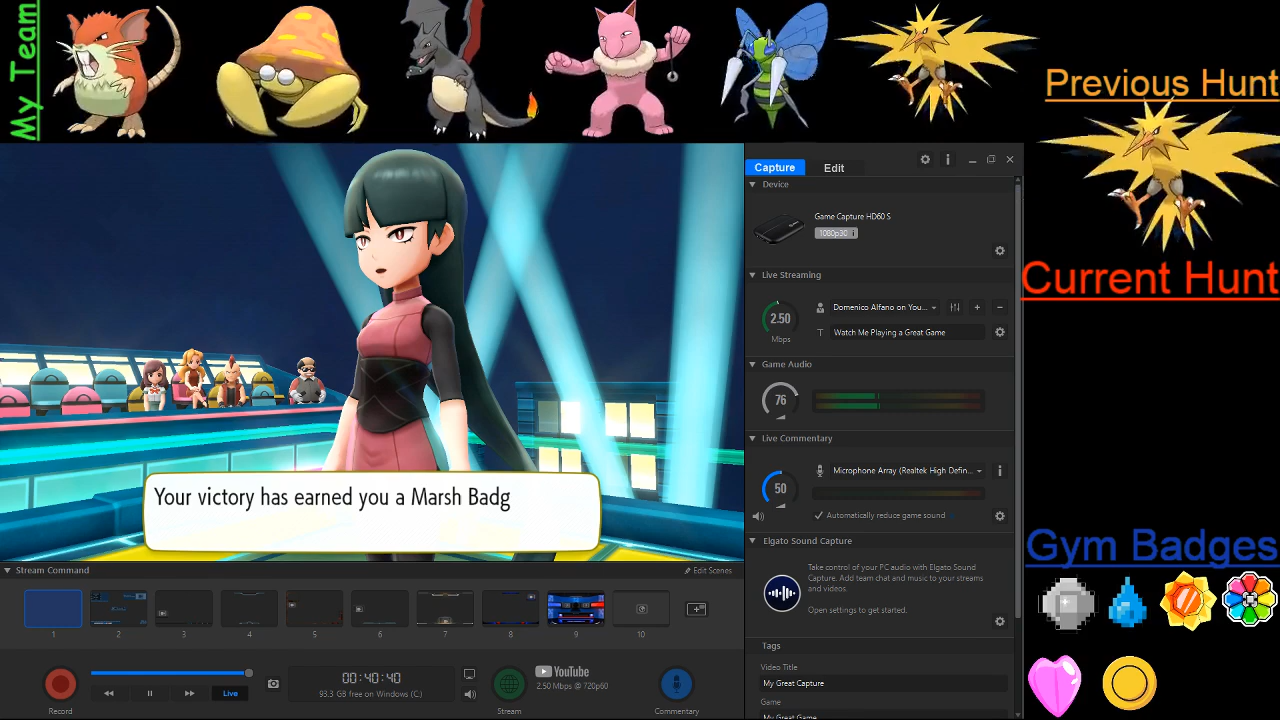 My Team
Previous Hunt
Current Hunt
Capture
Edit
Device
Game Capture HD60 S
1080p30
Live Streaming
2.50
Mbps
Domenico Alfano on You...
Watch Me Playing a Great Game
Game Audio
76
Live Commentary
50
Microphone Array (Realtek High Defin...
Automatically reduce game sound
Elgato Sound Capture
Take control of your PC audio with Elgato Sound
Capture. Add team chat and music to your streams
and videos.
Open settings to get started.
Tags
Video Title
My Great Capture
Game
My Great Game
Your victory has earned you a Marsh Badg
Stream Command
Edit Scenes
1 2 3 4 5 6 7 8 9 10
Record
Live
00:40:40
93.3 GB free on Windows (C:)
Stream
YouTube
2.50 Mbps @ 720p60
Commentary
Gym Badges